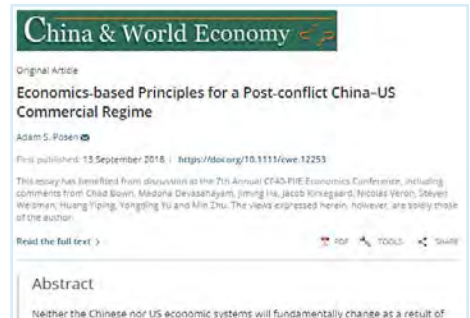 China & World Economy
Original Article
Economics-based Principles for a Post-conflict China–US
Commercial Regime
Adam S. Posen
First published: 13 September 2018 | https://doi.org/10.1111/cwe.12253
This essay has benefited from discussion at the 7th Annual CF40-PIIE Economics Conference, including
comments from Chad Bown, Madona Devasahayam, Jiming Ha, Jacob Kirkegaard, Nicolas Veron, Steven
Weisman, Huang Yiping, Yongding Yu and Min Zhu. The views expressed herein, however, are solely those
of the author.
Read the full text >
PDF TOOLS SHARE
Abstract
Neither the Chinese nor US economic systems will fundamentally change as a result of